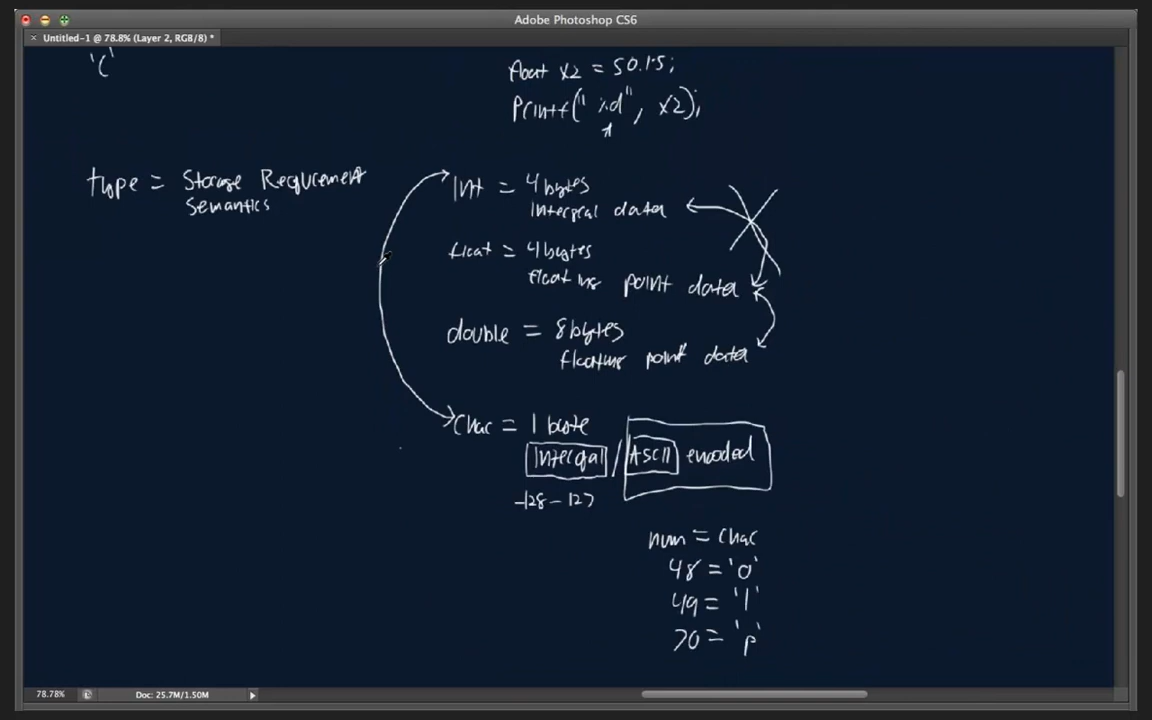 Adobe Photoshop CS6
× Untitled-1 @ 78.8% (Layer 2, RGB/8) *
'C'
float x2 = 50.15;
Printf("%d", x2);
type = Storage Requirement
Semantics
Int = 4 bytes
Integral data
float = 4 bytes
floating point data
double = 8 bytes
floating point data
Char = 1 byte
Integral / ASCII encoded
-128 - 127
num = char
48 = '0'
49 = '1'
70 = 'p'
78.78%
Doc: 25.7M/1.50M